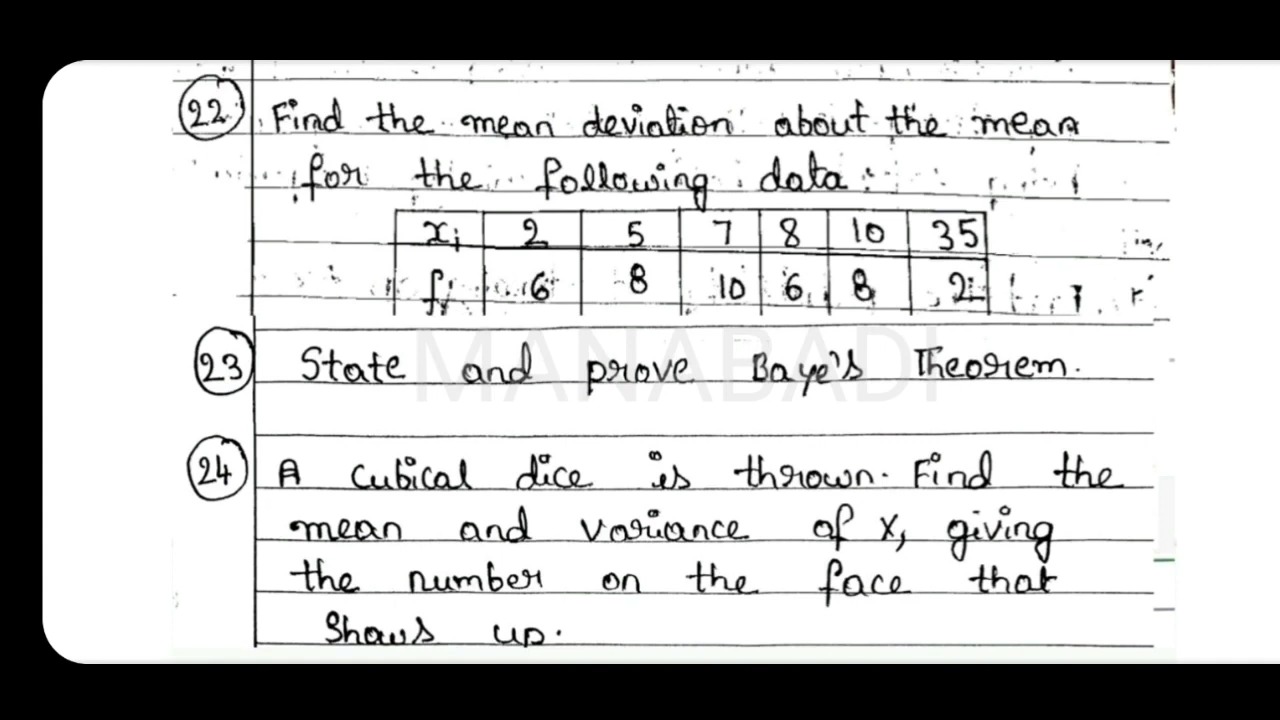 22 Find the mean deviation about the mean
for the following data:
xi 2 5 7 8 10 35
fi 6 8 10 6 8 2
MANABADI
23 State and prove Baye's Theorem.
24 A cubical dice is thrown. Find the
mean and variance of X, giving
the number on the face that
shows up.